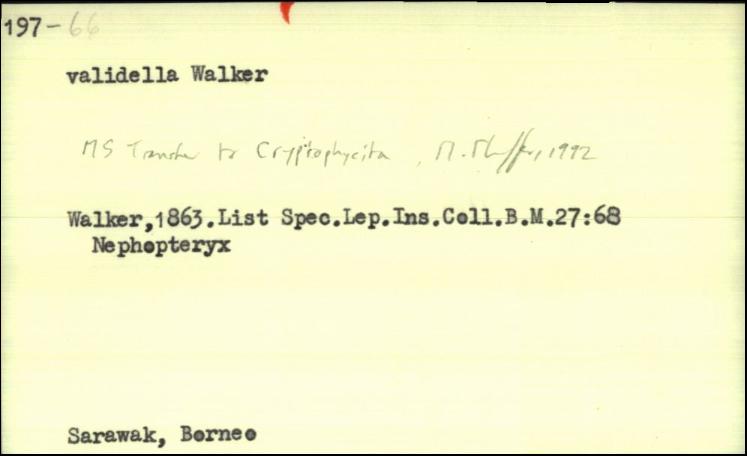 197-66
validella Walker
MS Transfer to Cryptophycita, M. Shaffer, 1992
Walker,1863.List Spec.Lep.Ins.Coll.B.M.27:68
Nephopteryx
Sarawak, Borneo